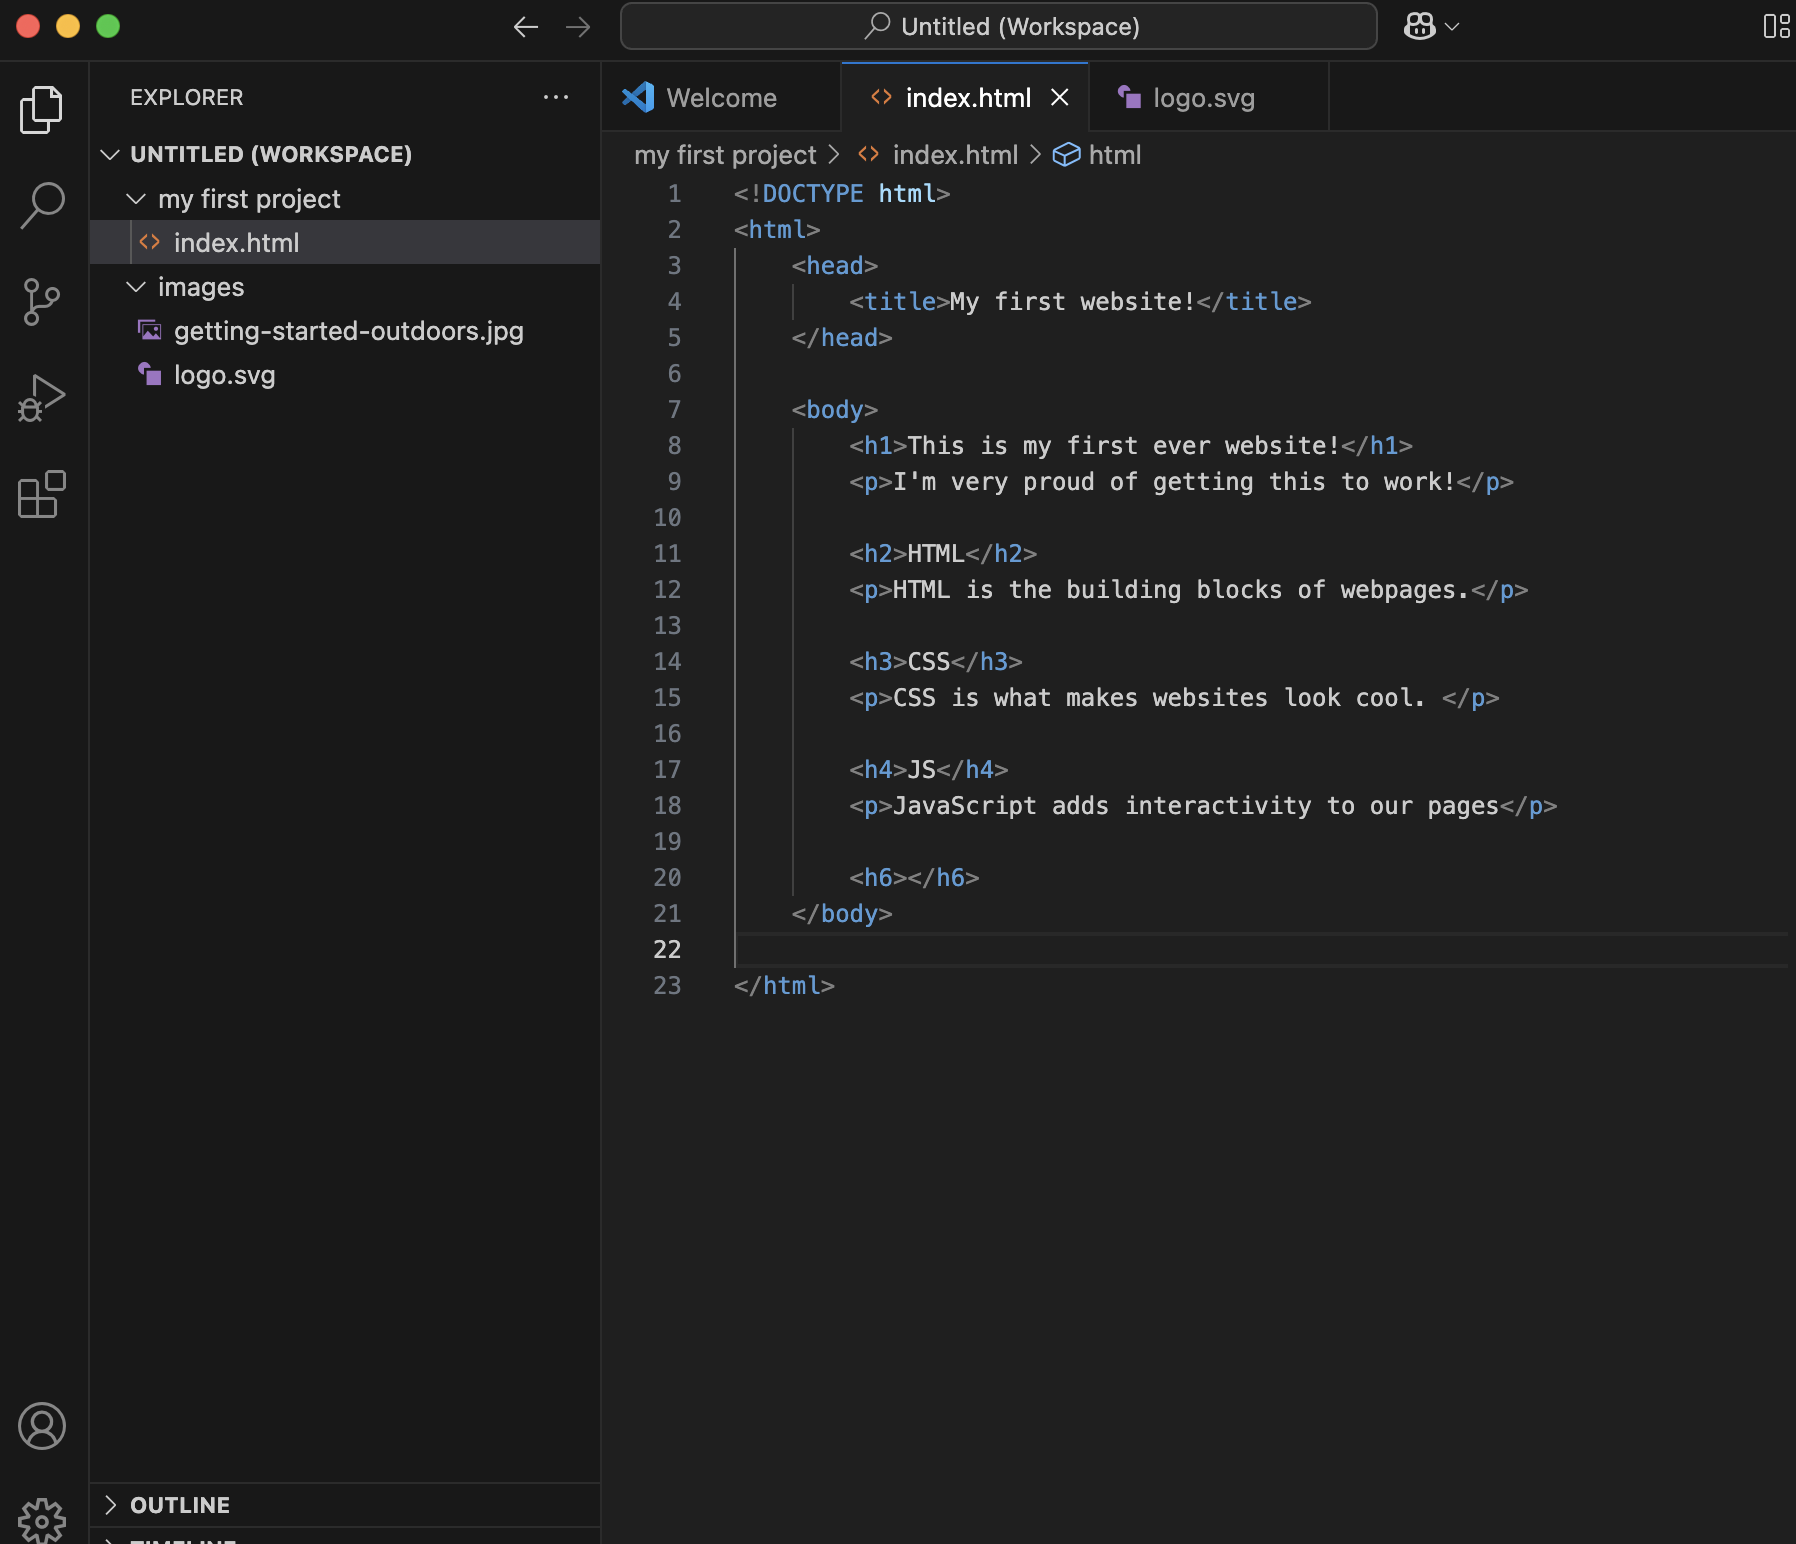 Untitled (Workspace)
EXPLORER
UNTITLED (WORKSPACE)
my first project
index.html
images
getting-started-outdoors.jpg
logo.svg
OUTLINE
TIMELINE
Welcome
index.html
logo.svg
my first project > <> index.html > html
1 <!DOCTYPE html>
2 <html>
3 <head>
4 <title>My first website!</title>
5 </head>
6
7 <body>
8 <h1>This is my first ever website!</h1>
9 <p>I'm very proud of getting this to work!</p>
10
11 <h2>HTML</h2>
12 <p>HTML is the building blocks of webpages.</p>
13
14 <h3>CSS</h3>
15 <p>CSS is what makes websites look cool. </p>
16
17 <h4>JS</h4>
18 <p>JavaScript adds interactivity to our pages</p>
19
20 <h6></h6>
21 </body>
22
23 </html>